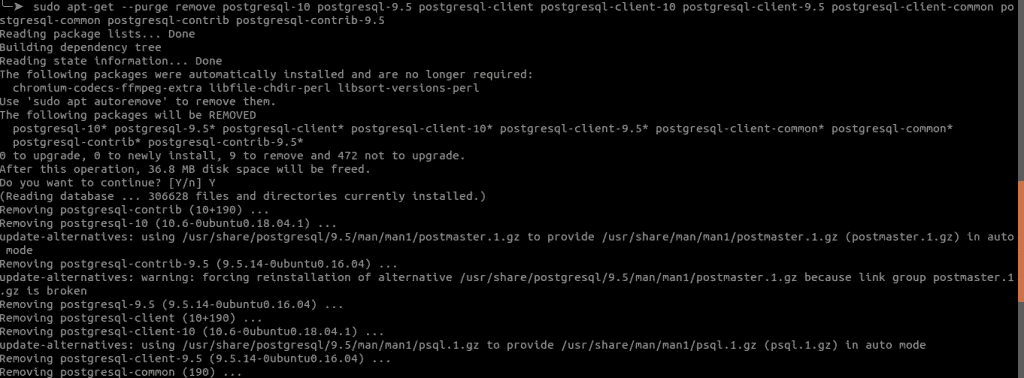 ╰─➤  sudo apt-get --purge remove postgresql-10 postgresql-9.5 postgresql-client postgresql-client-10 postgresql-client-9.5 postgresql-client-common po
stgresql-common postgresql-contrib postgresql-contrib-9.5
Reading package lists... Done
Building dependency tree
Reading state information... Done
The following packages were automatically installed and are no longer required:
  chromium-codecs-ffmpeg-extra libfile-chdir-perl libsort-versions-perl
Use 'sudo apt autoremove' to remove them.
The following packages will be REMOVED
  postgresql-10* postgresql-9.5* postgresql-client* postgresql-client-10* postgresql-client-9.5* postgresql-client-common* postgresql-common*
  postgresql-contrib* postgresql-contrib-9.5*
0 to upgrade, 0 to newly install, 9 to remove and 472 not to upgrade.
After this operation, 36.8 MB disk space will be freed.
Do you want to continue? [Y/n] Y
(Reading database ... 306628 files and directories currently installed.)
Removing postgresql-contrib (10+190) ...
Removing postgresql-10 (10.6-0ubuntu0.18.04.1) ...
update-alternatives: using /usr/share/postgresql/9.5/man/man1/postmaster.1.gz to provide /usr/share/man/man1/postmaster.1.gz (postmaster.1.gz) in auto
 mode
Removing postgresql-contrib-9.5 (9.5.14-0ubuntu0.16.04) ...
update-alternatives: warning: forcing reinstallation of alternative /usr/share/postgresql/9.5/man/man1/postmaster.1.gz because link group postmaster.1
.gz is broken
Removing postgresql-9.5 (9.5.14-0ubuntu0.16.04) ...
Removing postgresql-client (10+190) ...
Removing postgresql-client-10 (10.6-0ubuntu0.18.04.1) ...
update-alternatives: using /usr/share/postgresql/9.5/man/man1/psql.1.gz to provide /usr/share/man/man1/psql.1.gz (psql.1.gz) in auto mode
Removing postgresql-client-9.5 (9.5.14-0ubuntu0.16.04) ...
Removing postgresql-common (190) ...